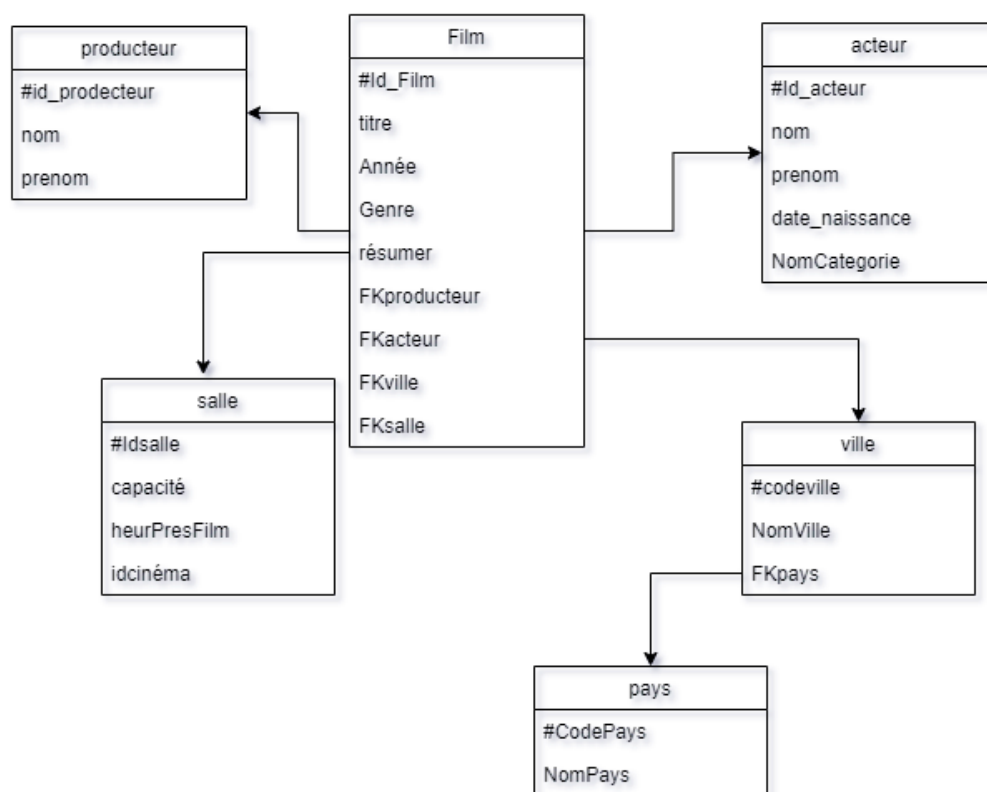 producteur
#id_prodecteur
nom
prenom
Film
#Id_Film
titre
Année
Genre
résumer
FKproducteur
FKacteur
FKville
FKsalle
acteur
#Id_acteur
nom
prenom
date_naissance
NomCategorie
salle
#Idsalle
capacité
heurPresFilm
idcinéma
ville
#codeville
NomVille
FKpays
pays
#CodePays
NomPays